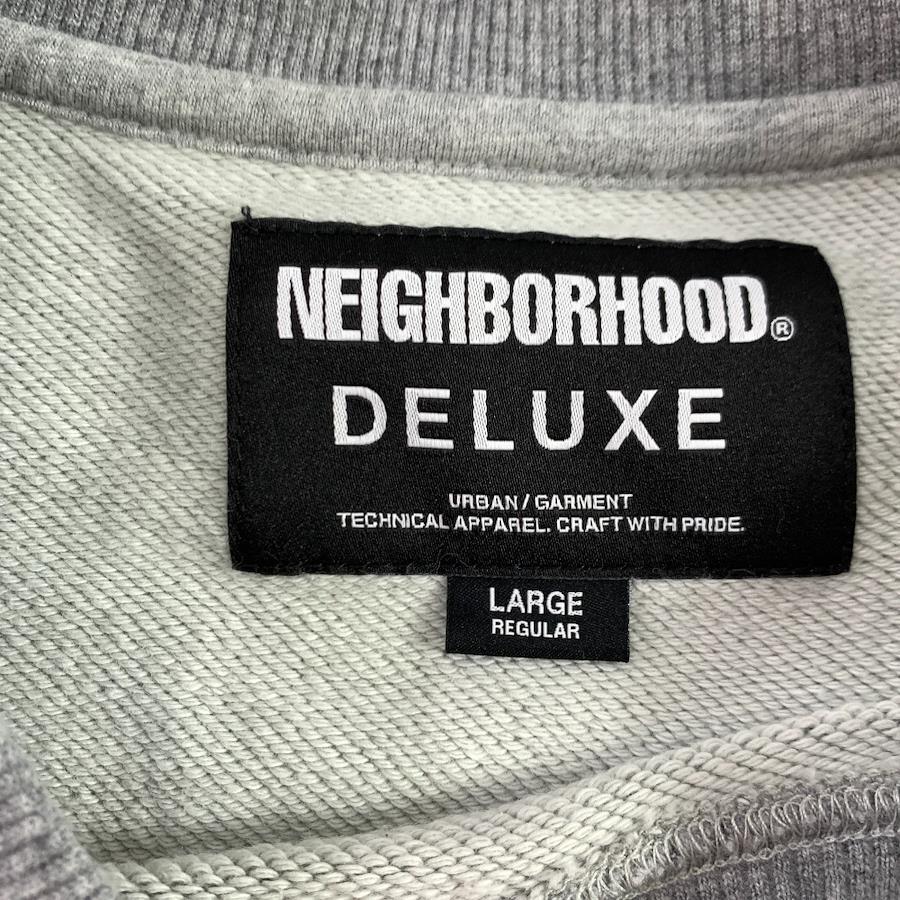 NEIGHBORHOOD®
DELUXE
URBAN / GARMENT
TECHNICAL APPAREL. CRAFT WITH PRIDE.
LARGE
REGULAR